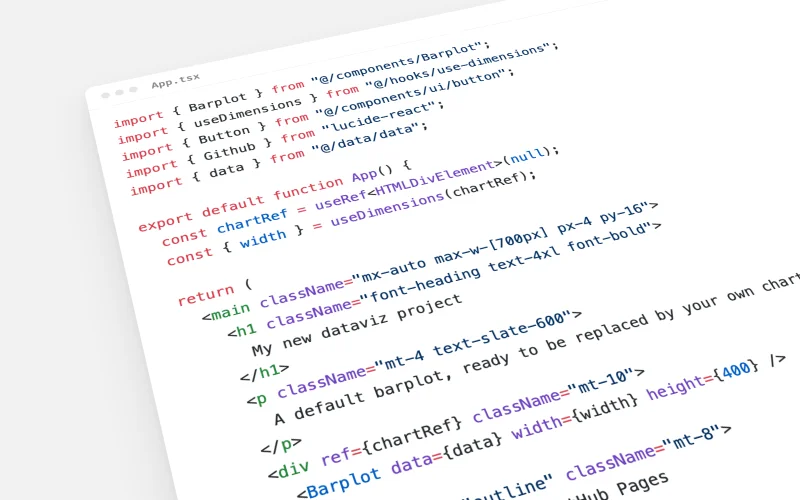 App.tsx
import { Barplot } from "@/components/Barplot";
import { useDimensions } from "@/hooks/use-dimensions";
import { Button } from "@/components/ui/button";
import { Github } from "lucide-react";
import { data } from "@/data/data";
export default function App() {
const chartRef = useRef<HTMLDivElement>(null);
const { width } = useDimensions(chartRef);
return (
<main className="mx-auto max-w-[700px] px-4 py-16">
<h1 className="font-heading text-4xl font-bold">
My new dataviz project
</h1>
<p className="mt-4 text-slate-600">
A default barplot, ready to be replaced by your own chart
</p>
<div ref={chartRef} className="mt-10">
<Barplot data={data} width={width} height={400} />
"outline" className="mt-8">
Pages